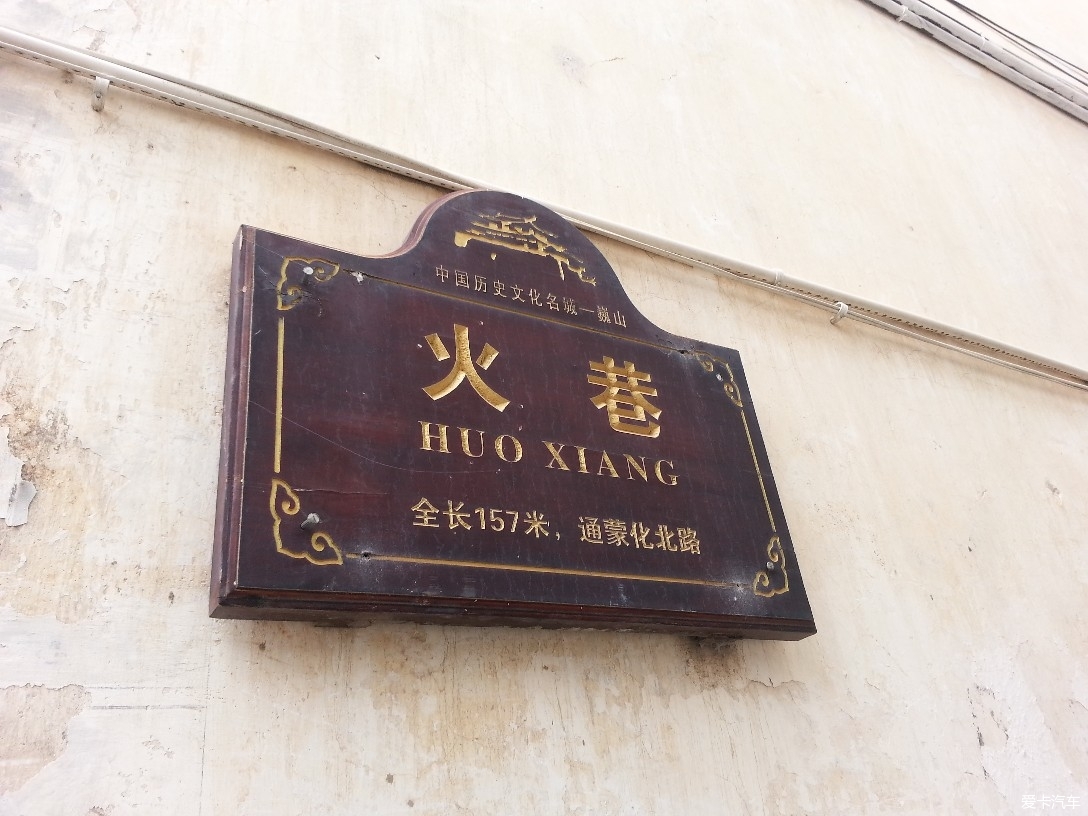 中国历史文化名城一巍山
火巷
HUO XIANG
全长157米，通蒙化北路
爱卡汽车